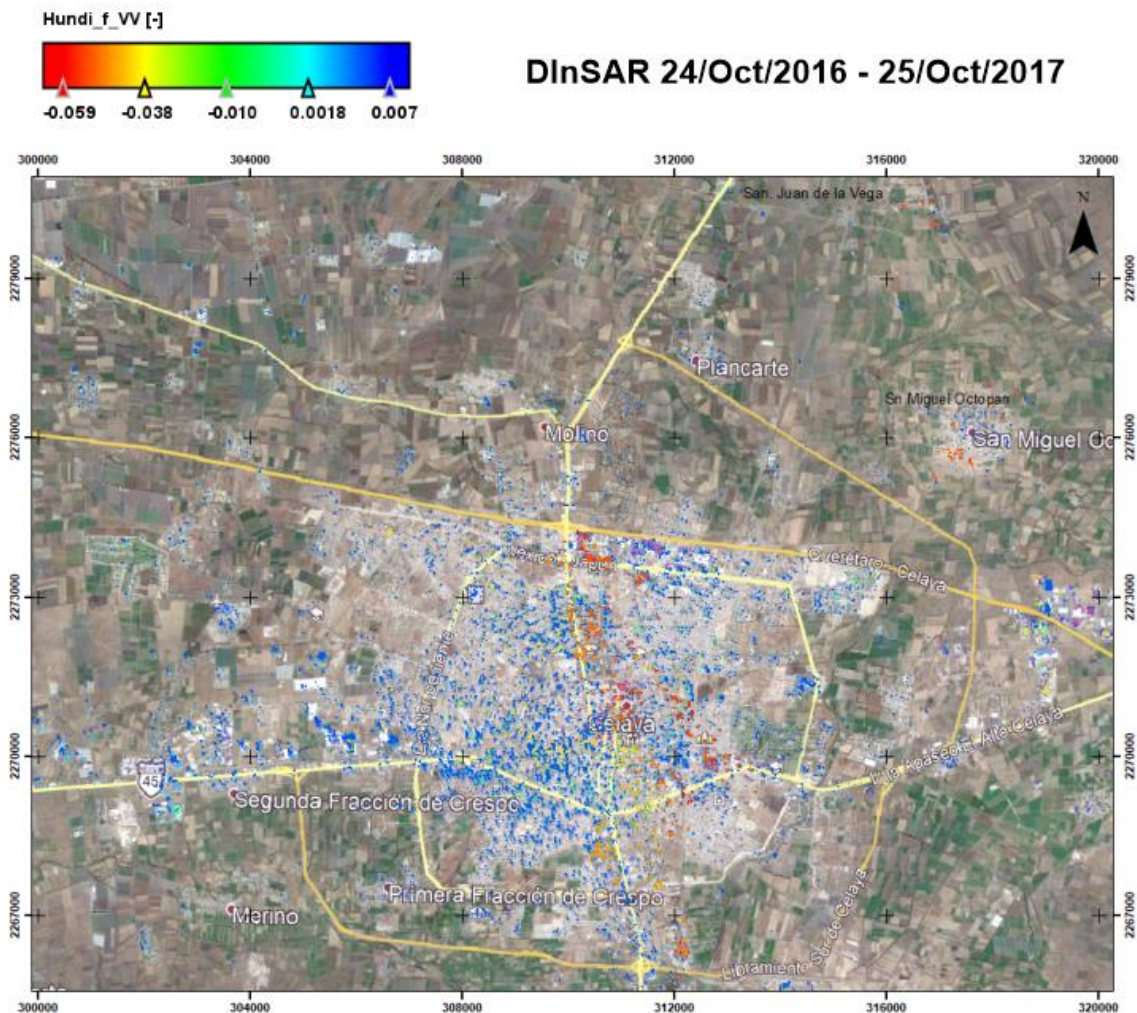 Hundi_f_VV [-]
-0.059 -0.038 -0.010 0.0018 0.007
DInSAR 24/Oct/2016 - 25/Oct/2017
300000 304000 308000 312000 316000 320000
San. Juan de la Vega
N
2279000 2279000
Plancarte
Sn Miguel Octopan
Molino
San Miguel Oc
2276000 2276000
Querétaro - Celaya
2273000 2273000
Celaya
2270000 2270000
45
Segunda Fracción de Crespo
Primera Fracción de Crespo
Merino
2267000 2267000
Libramiento Sur de Celaya
300000 304000 308000 312000 316000 320000